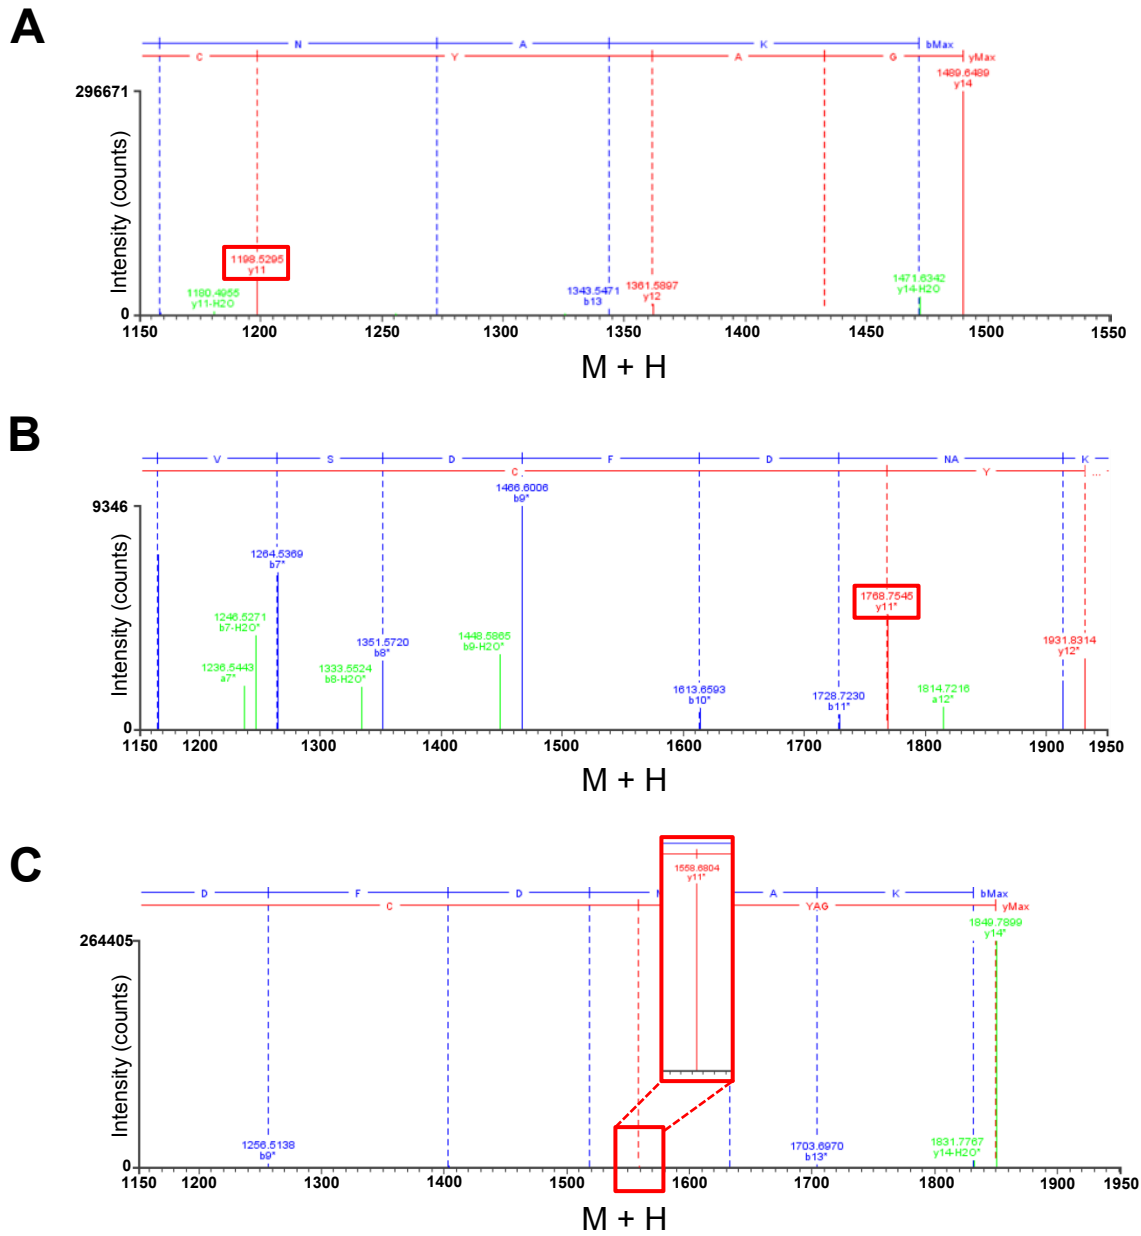 A
N A K bMax
C Y A G yMax
1489.6489
y14
296671
Intensity (counts)
1198.5295
y11
1180.4955
y11-H2O
1343.5471
b13
1361.5897
y12
1471.6342
y14-H2O
0
1150 1200 1250 1300 1350 1400 1450 1500 1550
M + H
B
V S D F D NA K
C Y ...
9346
Intensity (counts)
1466.6006
b9*
1264.5369
b7*
1246.5271
b7-H2O*
1236.5443
a7*
1351.5720
b8*
1333.5524
b8-H2O*
1448.5865
b9-H2O*
1768.7545
y11*
1931.8314
y12*
1613.6593
b10*
1728.7230
b11*
1814.7216
a12*
0
1150 1200 1300 1400 1500 1600 1700 1800 1900 1950
M + H
C
1558.6804
y11*
D F D A K bMax
C YAG yMax
1849.7899
y14*
264405
Intensity (counts)
1256.5138
b9*
1703.6970
b13*
1831.7767
y14-H2O*
0
1150 1200 1300 1400 1500 1600 1700 1800 1900 1950
M + H